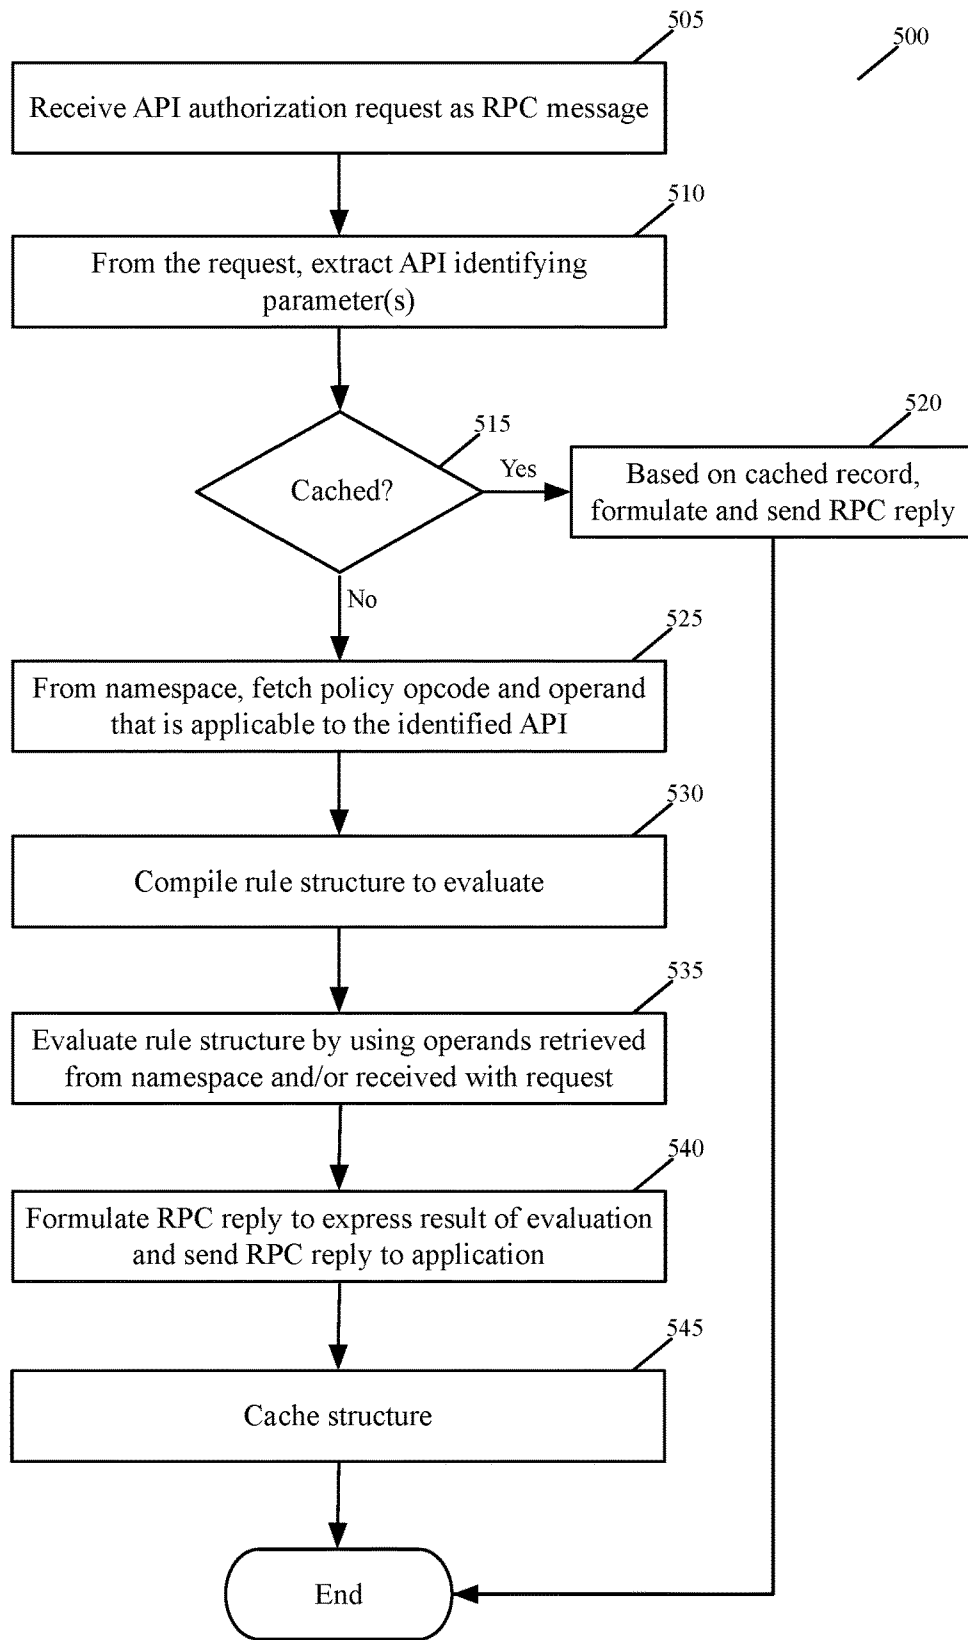 505
500
Receive API authorization request as RPC message
510
From the request, extract API identifying
parameter(s)
515
Cached?
Yes
520
Based on cached record,
formulate and send RPC reply
No
525
From namespace, fetch policy opcode and operand
that is applicable to the identified API
530
Compile rule structure to evaluate
535
Evaluate rule structure by using operands retrieved
from namespace and/or received with request
540
Formulate RPC reply to express result of evaluation
and send RPC reply to application
545
Cache structure
End